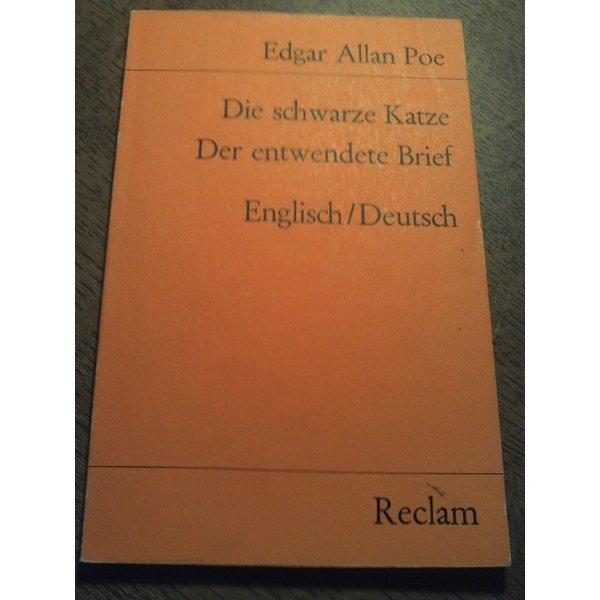 Edgar Allan Poe
Die schwarze Katze
Der entwendete Brief
Englisch/Deutsch
Reclam